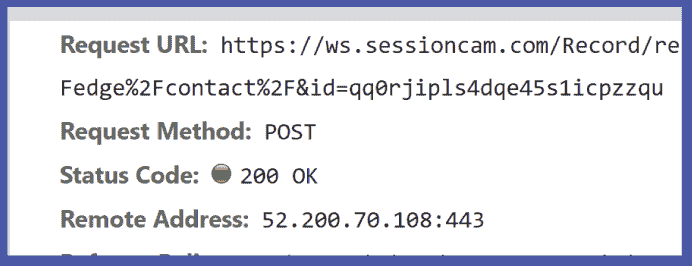 Request URL: https://ws.sessioncam.com/Record/re
Fedge%2Fcontact%2F&id=qq0rjipls4dqe45s1icpzzqu
Request Method: POST
Status Code: 200 OK
Remote Address: 52.200.70.108:443